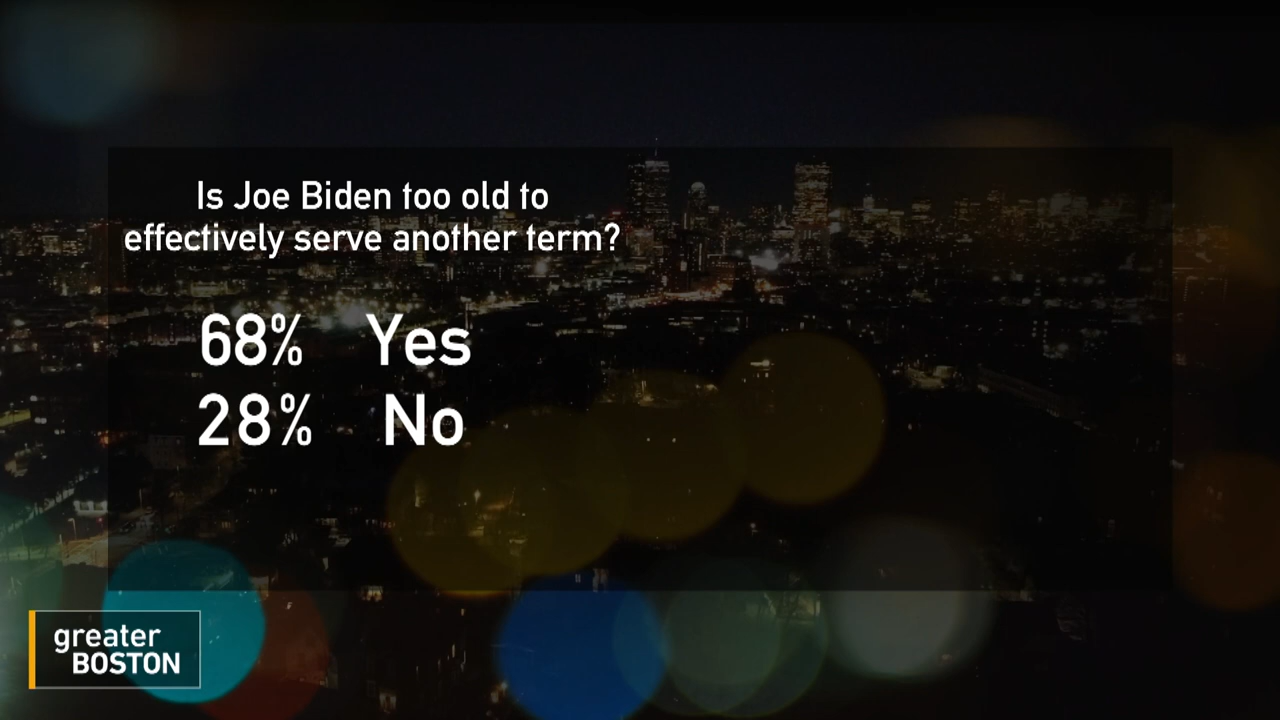 Is Joe Biden too old to
effectively serve another term?
68% Yes
28% No
greater
BOSTON